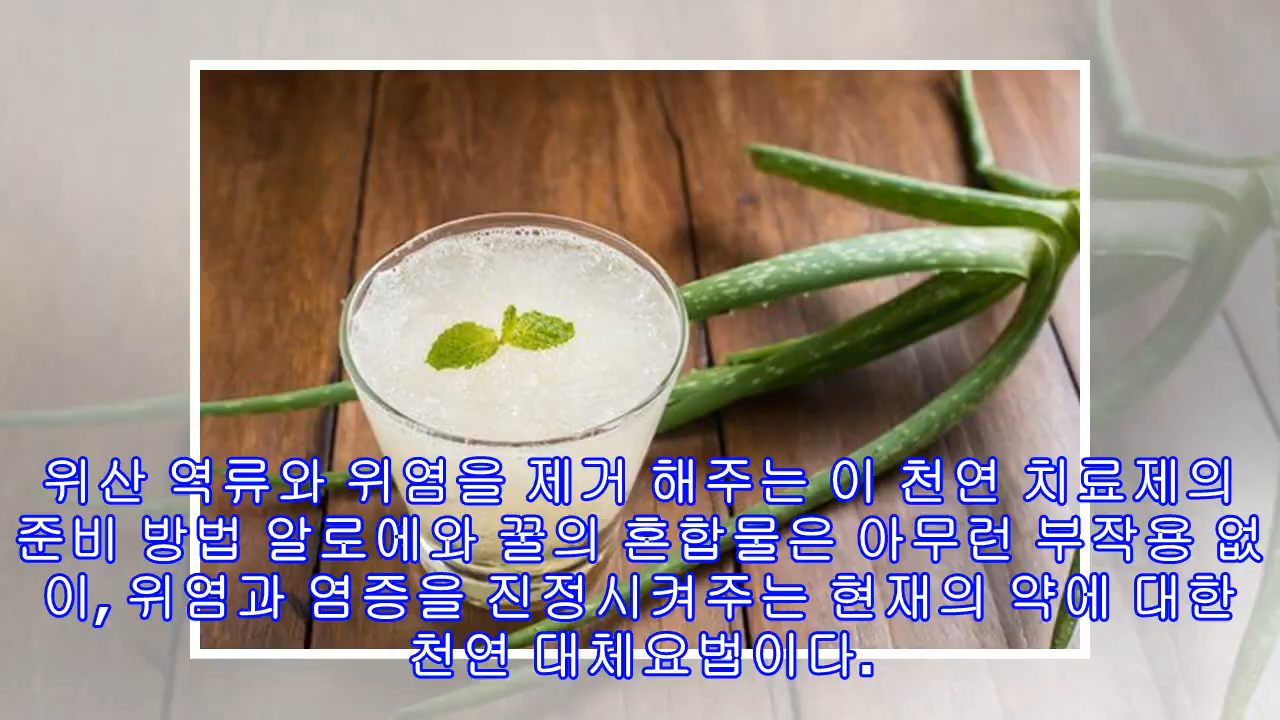 위산 역류와 위염을 제거 해주는 이 천연 치료제의
준비 방법 알로에와 꿀의 혼합물은 아무런 부작용 없
이, 위염과 염증을 진정시켜주는 현재의 약에 대한
천연 대체요법이다.